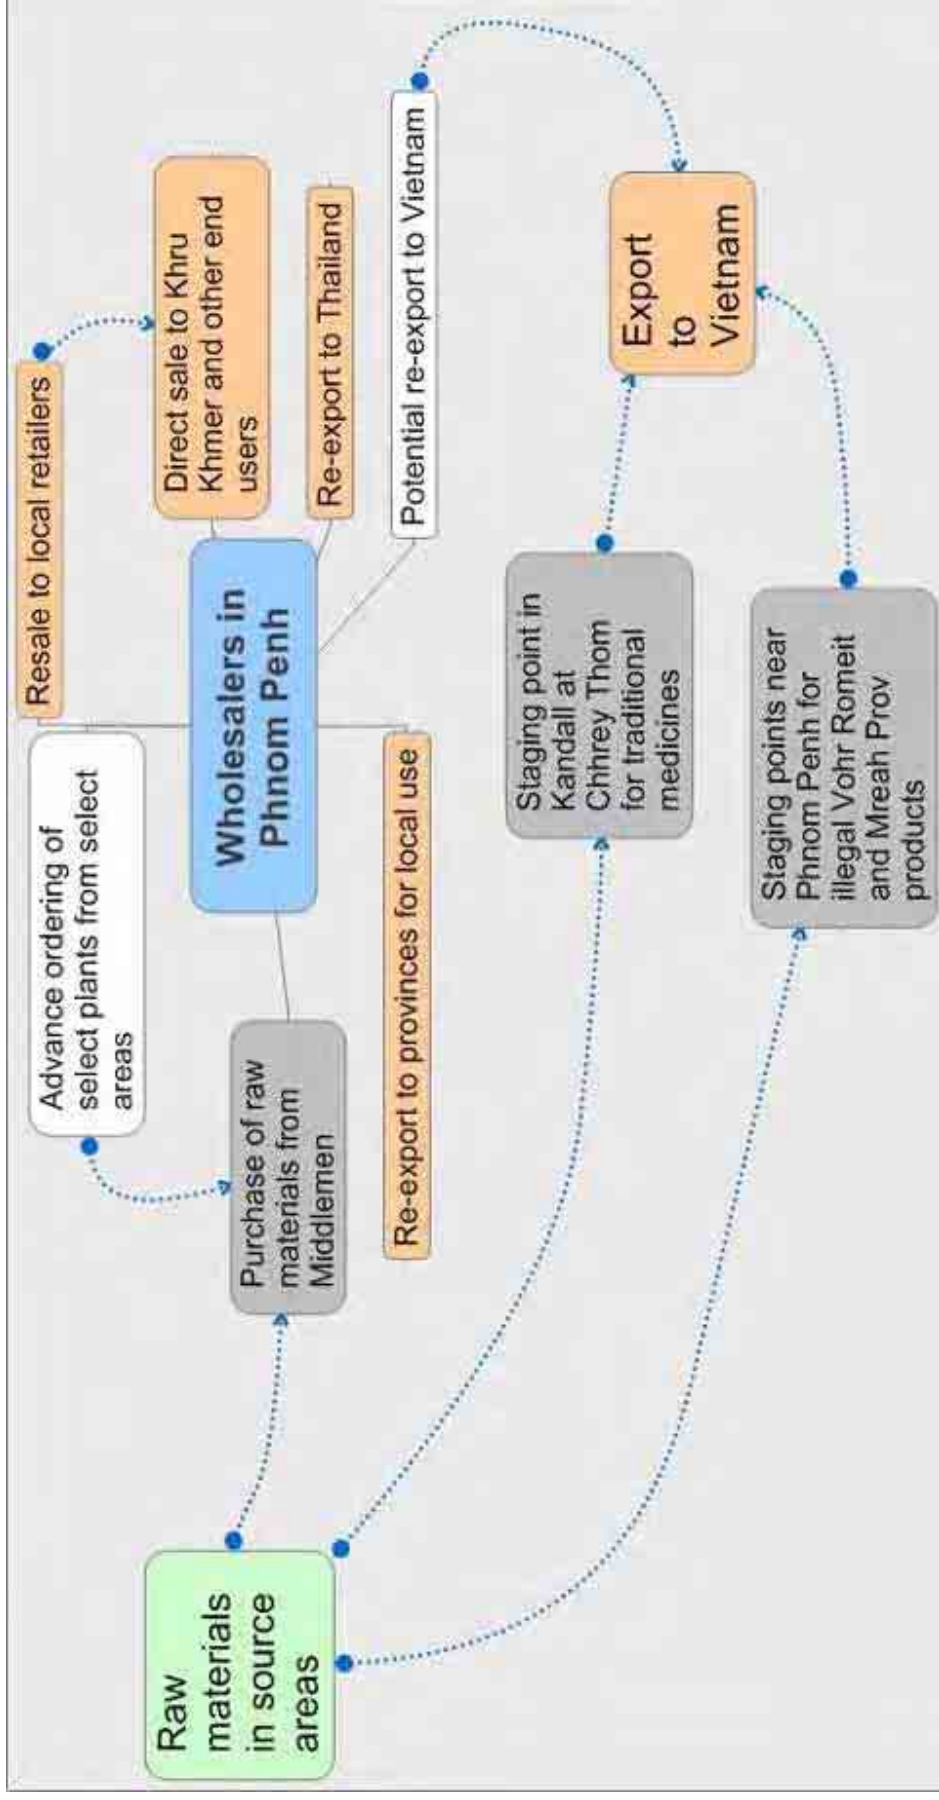 Resale to local retailers
Advance ordering of
select plants from select
areas
Direct sale to Khru
Khmer and other end
users
Wholesalers in
Phnom Penh
Re-export to Thailand
Potential re-export to Vietnam
Purchase of raw
materials from
Middlemen
Re-export to provinces for local use
Raw
materials
in source
areas
Staging point in
Kandall at
Chhrey Thom
for traditional
medicines
Export
to
Vietnam
Staging points near
Phnom Penh for
illegal Vohr Romeit
and Mreah Prov
products